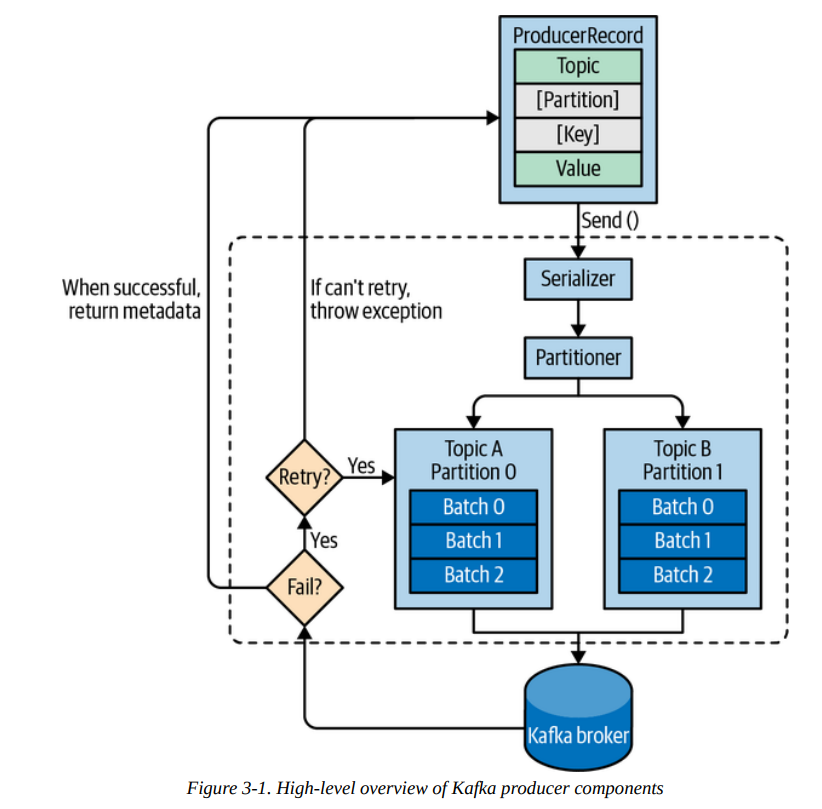 ProducerRecord
Topic
[Partition]
[Key]
Value
Send ()
Serializer
When successful,
return metadata
If can't retry,
throw exception
Partitioner
Topic A
Partition 0
Batch 0
Batch 1
Batch 2
Topic B
Partition 1
Batch 0
Batch 1
Batch 2
Retry?
Yes
Yes
Fail?
Kafka broker
Figure 3-1. High-level overview of Kafka producer components